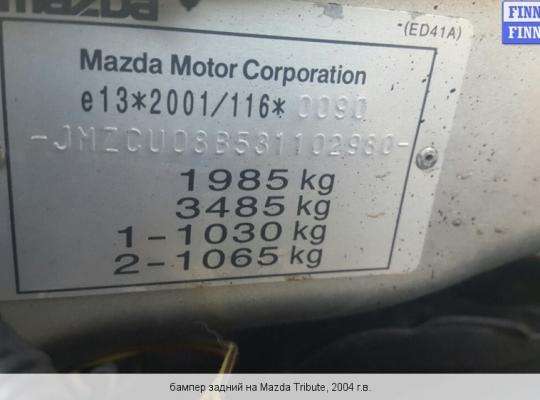 mazda
FINN
FINN
(ED41A)
Mazda Motor Corporation
e13*2001/116* 0090
-JMZCU03B531102980-
1985 kg
3485 kg
1-1030 kg
2-1065 kg
бампер задний на Mazda Tribute, 2004 г.в.